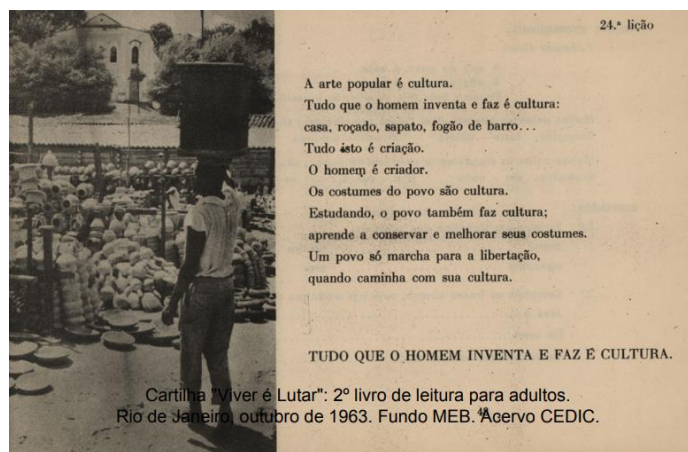 24.ª lição
A arte popular é cultura.
Tudo que o homem inventa e faz é cultura:
casa, roçado, sapato, fogão de barro...
Tudo isto é criação.
O homem é criador.
Os costumes do povo são cultura.
Estudando, o povo também faz cultura;
aprende a conservar e melhorar seus costumes.
Um povo só marcha para a libertação,
quando caminha com sua cultura.
TUDO QUE O HOMEM INVENTA E FAZ É CULTURA.
Cartilha "Viver é Lutar": 2º livro de leitura para adultos.
Rio de Janeiro, outubro de 1963. Fundo MEB. Acervo CEDIC.